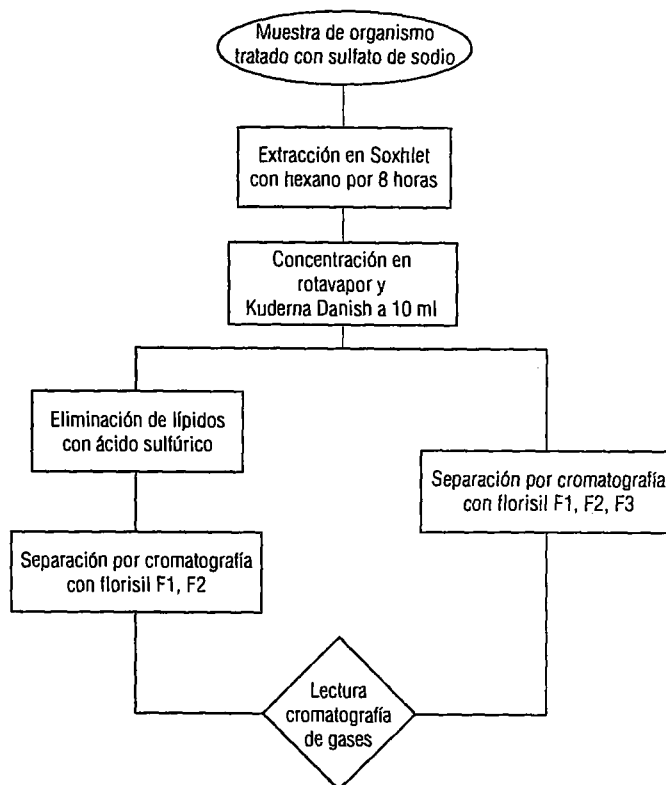 Muestra de organismo
tratado con sulfato de sodio
Extracción en Soxhlet
con hexano por 8 horas
Concentración en
rotavapor y
Kuderna Danish a 10 ml
Eliminación de lípidos
con ácido sulfúrico
Separación por cromatografía
con florisil F1, F2
Separación por cromatografía
con florisil F1, F2, F3
Lectura
cromatografía
de gases